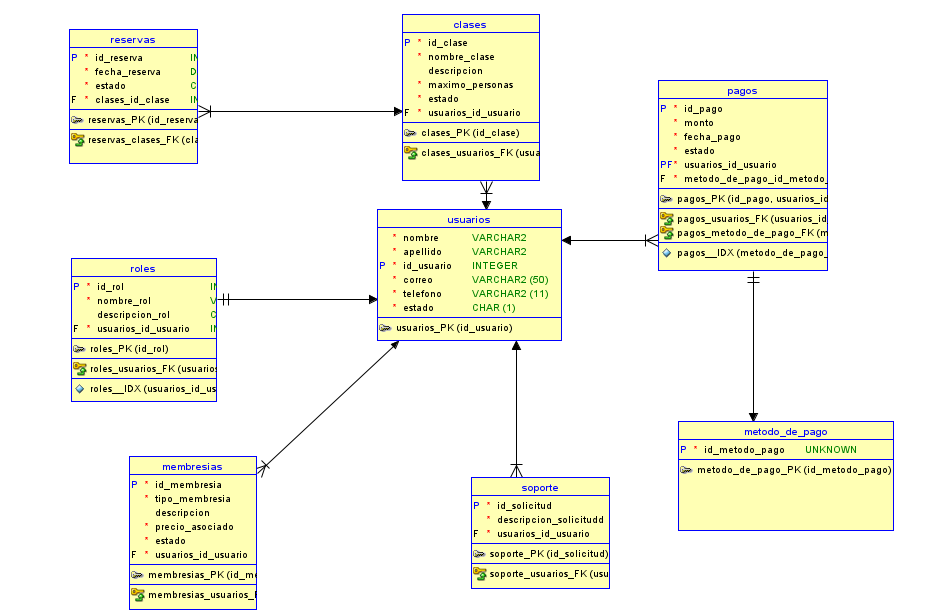 reservas
P * id_reserva IN
* fecha_reserva D
* estado C
F * clases_id_clase IN
reservas_PK (id_reserva
reservas_clases_FK (cla
clases
P * id_clase
* nombre_clase
descripcion
* maximo_personas
* estado
F * usuarios_id_usuario
clases_PK (id_clase)
clases_usuarios_FK (usua
pagos
P * id_pago
* monto
* fecha_pago
* estado
PF * usuarios_id_usuario
F * metodo_de_pago_id_metodo_
pagos_PK (id_pago, usuarios_id
pagos_usuarios_FK (usuarios_id
pagos_metodo_de_pago_FK (m
pagos__IDX (metodo_de_pago_
usuarios
* nombre VARCHAR2
* apellido VARCHAR2
P * id_usuario INTEGER
* correo VARCHAR2 (50)
* telefono VARCHAR2 (11)
* estado CHAR (1)
usuarios_PK (id_usuario)
roles
P * id_rol IN
* nombre_rol V
descripcion_rol C
F * usuarios_id_usuario IN
roles_PK (id_rol)
roles_usuarios_FK (usuarios
roles__IDX (usuarios_id_us
metodo_de_pago
P * id_metodo_pago UNKNOWN
metodo_de_pago_PK (id_metodo_pago)
membresias
P * id_membresia
* tipo_membresia
descripcion
* precio_asociado
* estado
F * usuarios_id_usuario
membresias_PK (id_me
membresias_usuarios_F
soporte
P * id_solicitud
* descripcion_solicitudd
F * usuarios_id_usuario
soporte_PK (id_solicitud)
soporte_usuarios_FK (usu